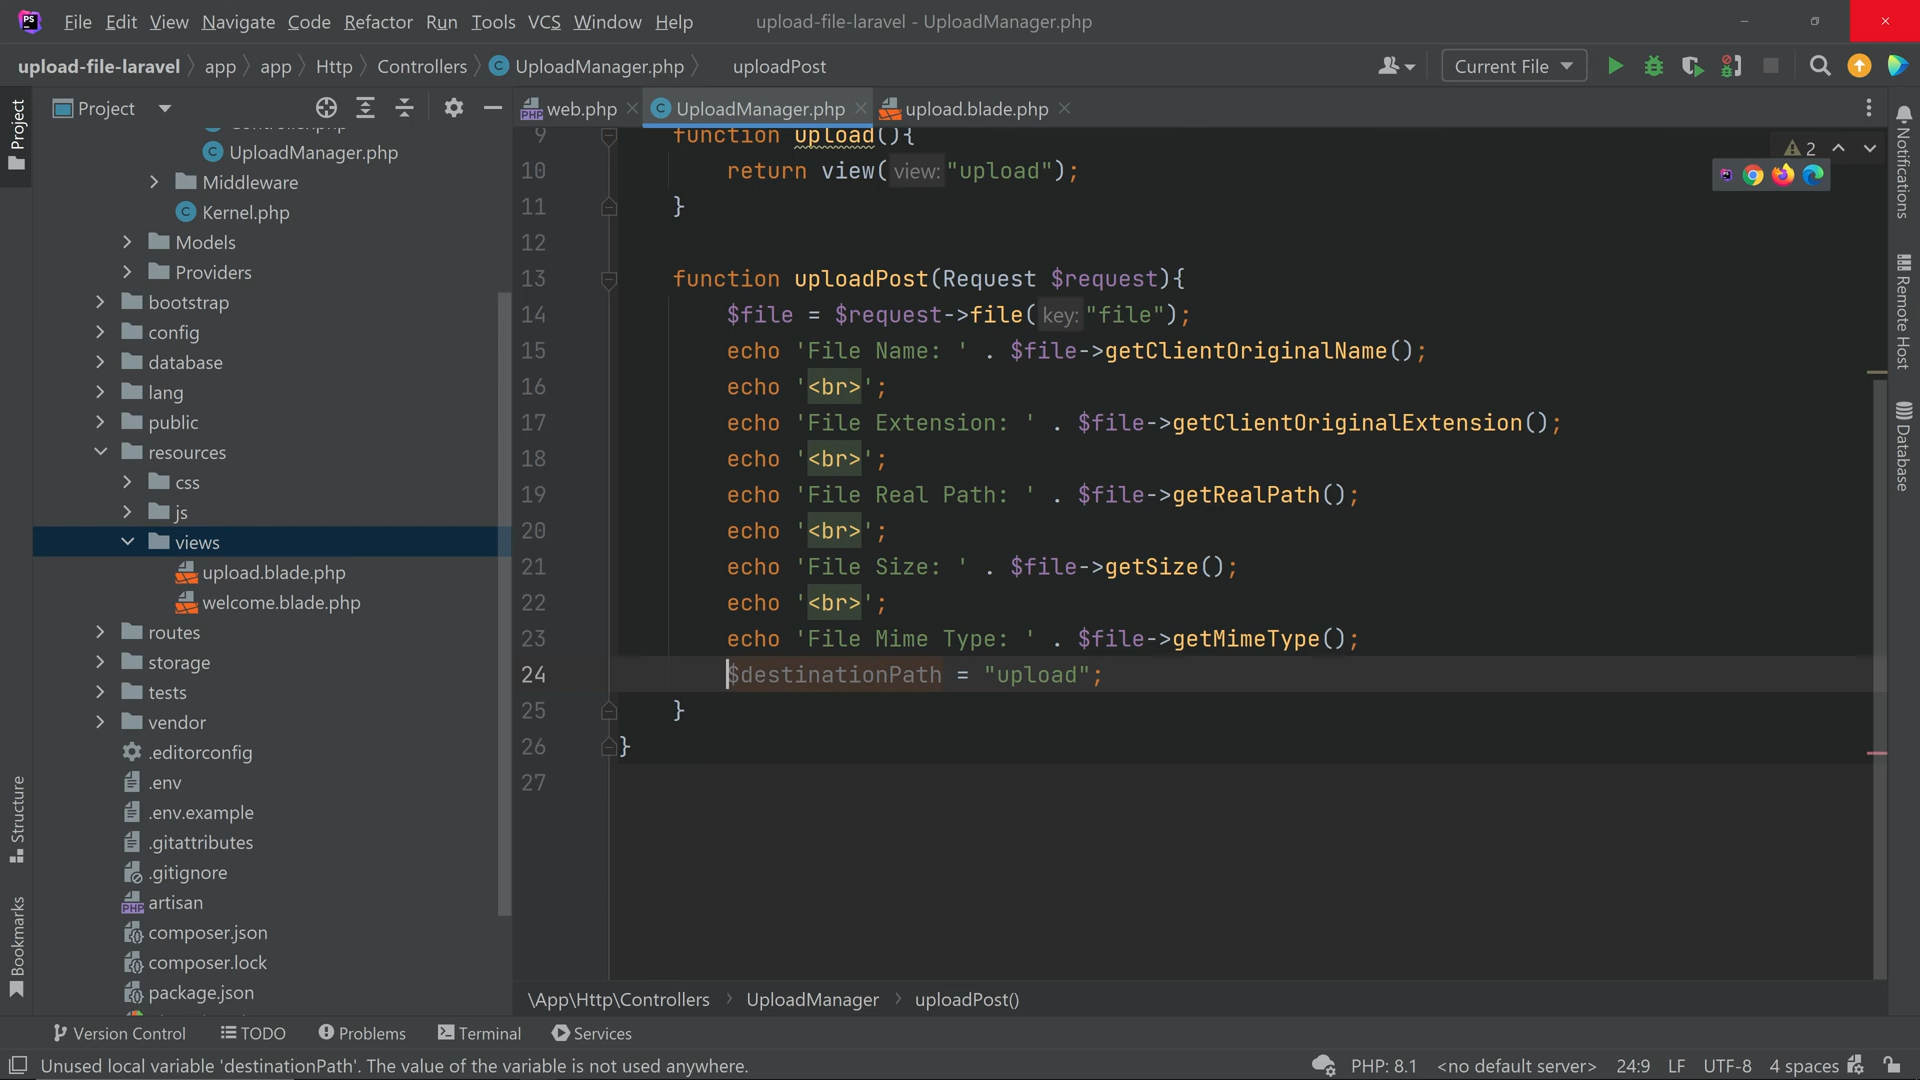 PS File Edit View Navigate Code Refactor Run Tools VCS Window Help upload-file-laravel - UploadManager.php
upload-file-laravel app app Http Controllers C UploadManager.php uploadPost Current File
Project
Project
web.php
C UploadManager.php
upload.blade.php
2
UploadManager.php
Middleware
Kernel.php
Models
Providers
bootstrap
config
database
lang
public
resources
css
js
views
upload.blade.php
welcome.blade.php
routes
storage
tests
vendor
.editorconfig
.env
.env.example
.gitattributes
.gitignore
artisan
composer.json
composer.lock
package.json
9 function upload(){
10 return view( view: "upload");
11 }
12
13 function uploadPost(Request $request){
14 $file = $request->file( key: "file");
15 echo 'File Name: ' . $file->getClientOriginalName();
16 echo '<br>';
17 echo 'File Extension: ' . $file->getClientOriginalExtension();
18 echo '<br>';
19 echo 'File Real Path: ' . $file->getRealPath();
20 echo '<br>';
21 echo 'File Size: ' . $file->getSize();
22 echo '<br>';
23 echo 'File Mime Type: ' . $file->getMimeType();
24 $destinationPath = "upload";
25 }
26 }
27
\App\Http\Controllers › UploadManager › uploadPost()
Structure
Bookmarks
Notifications
Remote Host
Database
Version Control TODO Problems Terminal Services
Unused local variable 'destinationPath'. The value of the variable is not used anywhere. PHP: 8.1 <no default server> 24:9 LF UTF-8 4 spaces